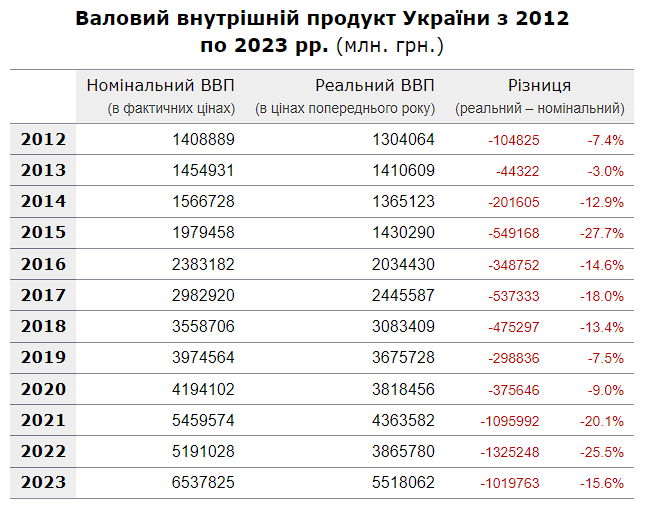 Валовий внутрішній продукт України з 2012
по 2023 рр. (млн. грн.)
Номінальний ВВП Реальний ВВП Різниця
(в фактичних цінах) (в цінах попереднього року) (реальний – номінальний)
2012 1408889 1304064 -104825 -7.4%
2013 1454931 1410609 -44322 -3.0%
2014 1566728 1365123 -201605 -12.9%
2015 1979458 1430290 -549168 -27.7%
2016 2383182 2034430 -348752 -14.6%
2017 2982920 2445587 -537333 -18.0%
2018 3558706 3083409 -475297 -13.4%
2019 3974564 3675728 -298836 -7.5%
2020 4194102 3818456 -375646 -9.0%
2021 5459574 4363582 -1095992 -20.1%
2022 5191028 3865780 -1325248 -25.5%
2023 6537825 5518062 -1019763 -15.6%